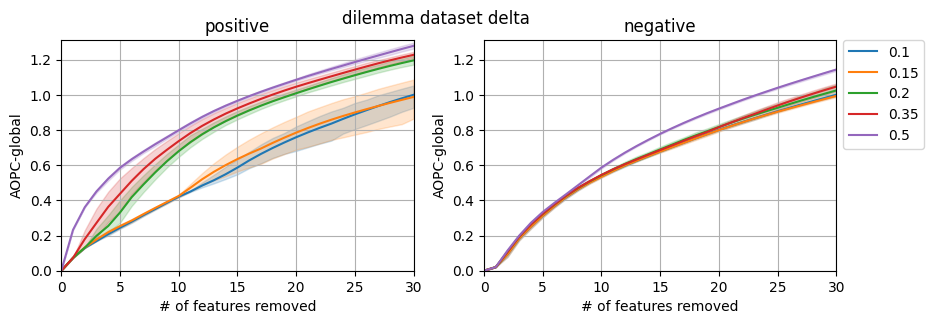 dilemma dataset delta
positive
negative
AOPC-global
1.2
1.0
0.8
0.6
0.4
0.2
0.0
0 5 10 15 20 25 30
# of features removed
AOPC-global
1.2
1.0
0.8
0.6
0.4
0.2
0.0
0 5 10 15 20 25 30
# of features removed
0.1
0.15
0.2
0.35
0.5